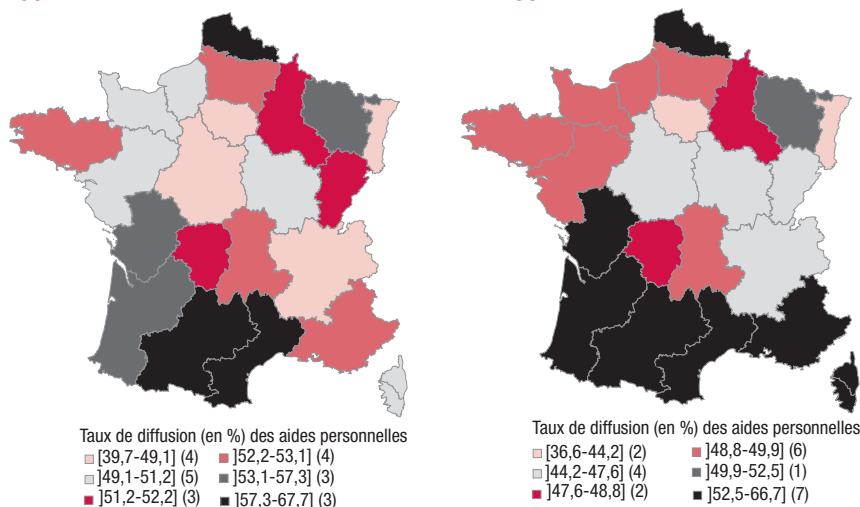 Taux de diffusion (en %) des aides personnelles
[39,7-49,1] (4) ]52,2-53,1] (4)
]49,1-51,2] (5) ]53,1-57,3] (3)
]51,2-52,2] (3) ]57,3-67,7] (3)
Taux de diffusion (en %) des aides personnelles
[36,6-44,2] (2) ]48,8-49,9] (6)
]44,2-47,6] (4) ]49,9-52,5] (1)
]47,6-48,8] (2) ]52,5-66,7] (7)